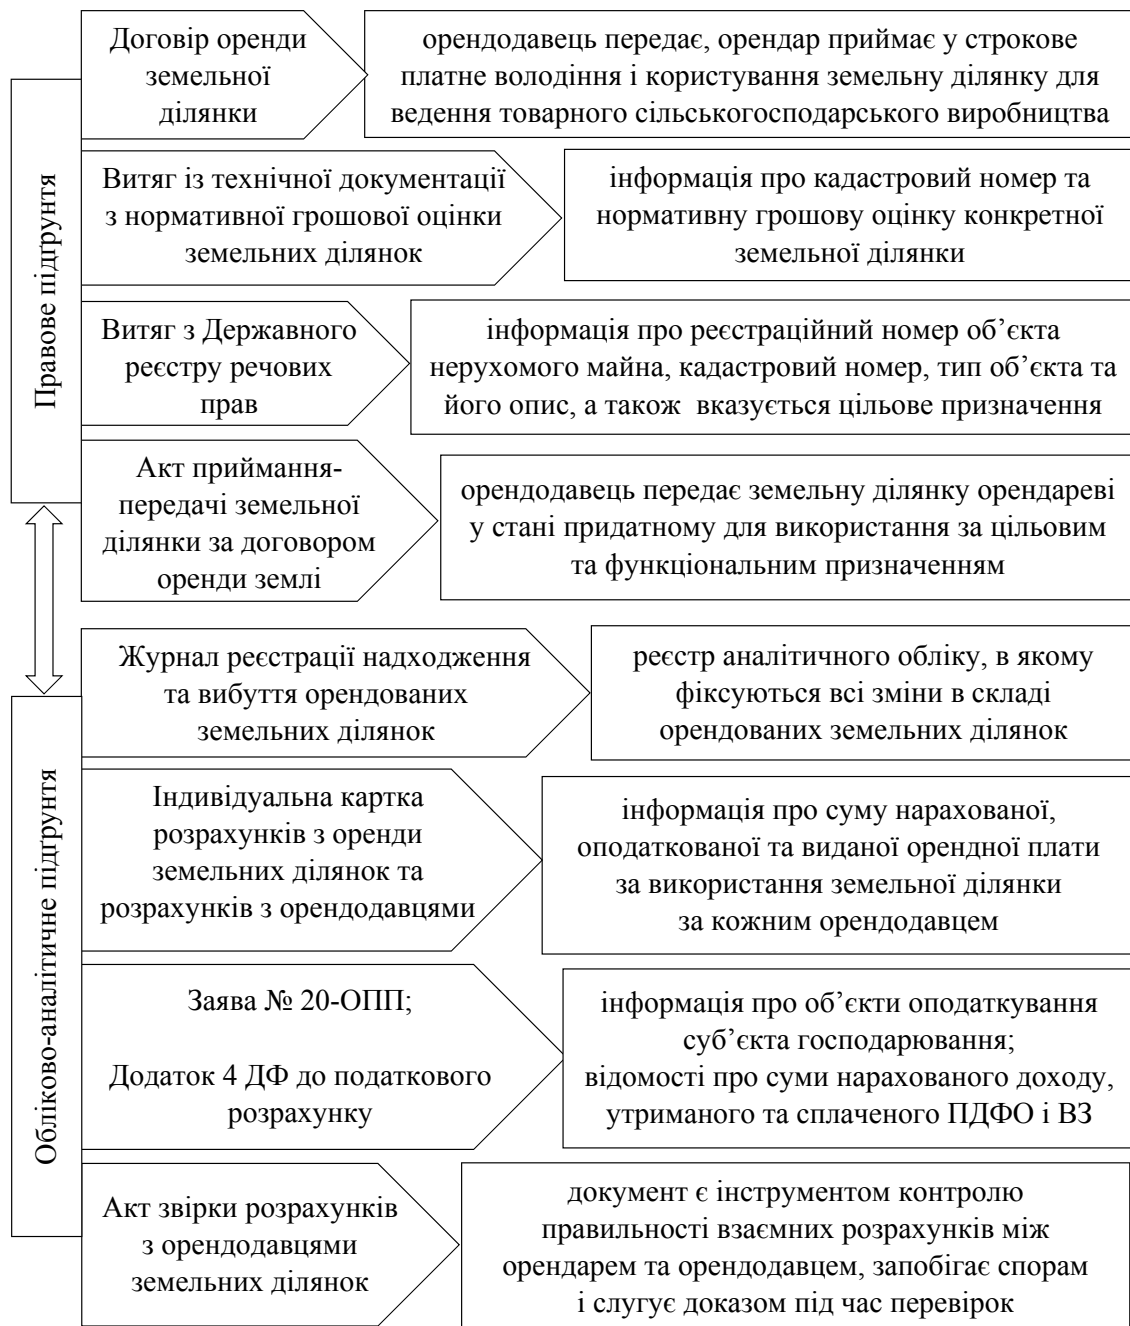 Правове підґрунтя
Договір оренди
земельної
ділянки
орендодавець передає, орендар приймає у строкове
платне володіння і користування земельну ділянку для
ведення товарного сільськогосподарського виробництва
Витяг із технічної документації
з нормативної грошової оцінки
земельних ділянок
інформація про кадастровий номер та
нормативну грошову оцінку конкретної
земельної ділянки
Витяг з Державного
реєстру речових
прав
інформація про реєстраційний номер об’єкта
нерухомого майна, кадастровий номер, тип об’єкта та
його опис, а також вказується цільове призначення
Акт приймання-
передачі земельної
ділянки за договором
оренди землі
орендодавець передає земельну ділянку орендареві
у стані придатному для використання за цільовим
та функціональним призначенням
Обліково-аналітичне підґрунтя
Журнал реєстрації надходження
та вибуття орендованих
земельних ділянок
реєстр аналітичного обліку, в якому
фіксуються всі зміни в складі
орендованих земельних ділянок
Індивідуальна картка
розрахунків з оренди
земельних ділянок та
розрахунків з орендодавцями
інформація про суму нарахованої,
оподаткованої та виданої орендної плати
за використання земельної ділянки
за кожним орендодавцем
Заява № 20-ОПП;
Додаток 4 ДФ до податкового
розрахунку
інформація про об’єкти оподаткування
суб’єкта господарювання;
відомості про суми нарахованого доходу,
утриманого та сплаченого ПДФО і ВЗ
Акт звірки розрахунків
з орендодавцями
земельних ділянок
документ є інструментом контролю
правильності взаємних розрахунків між
орендарем та орендодавцем, запобігає спорам
і слугує доказом під час перевірок